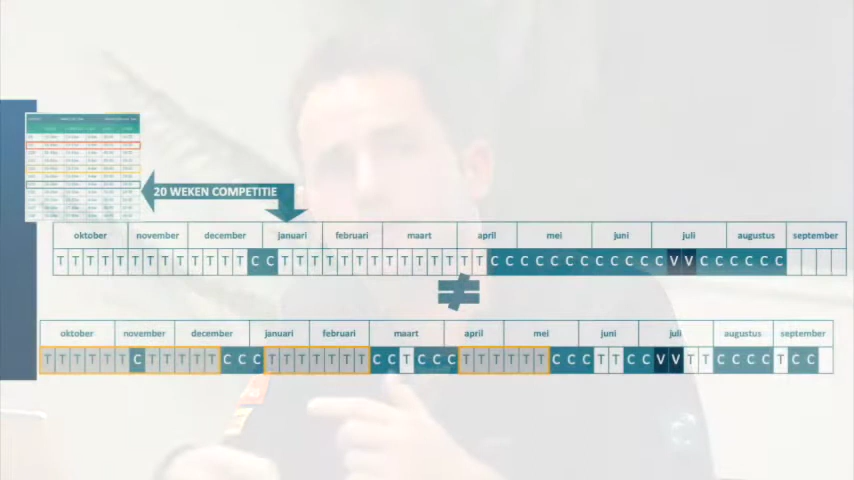 20 WEKEN COMPETITIE
oktober november december januari februari maart april mei juni juli augustus september
T T T T T T T T T T T T T C C T T T T T T T T T T T T T T C C C C C C C C C C C C V V C C C C C C
≠
oktober november december januari februari maart april mei juni juli augustus september
T T T T T T C T T T T T C C C T T T T T T T C C T C C C T T T T T T C C C T T C C V V T T C C C C T C C